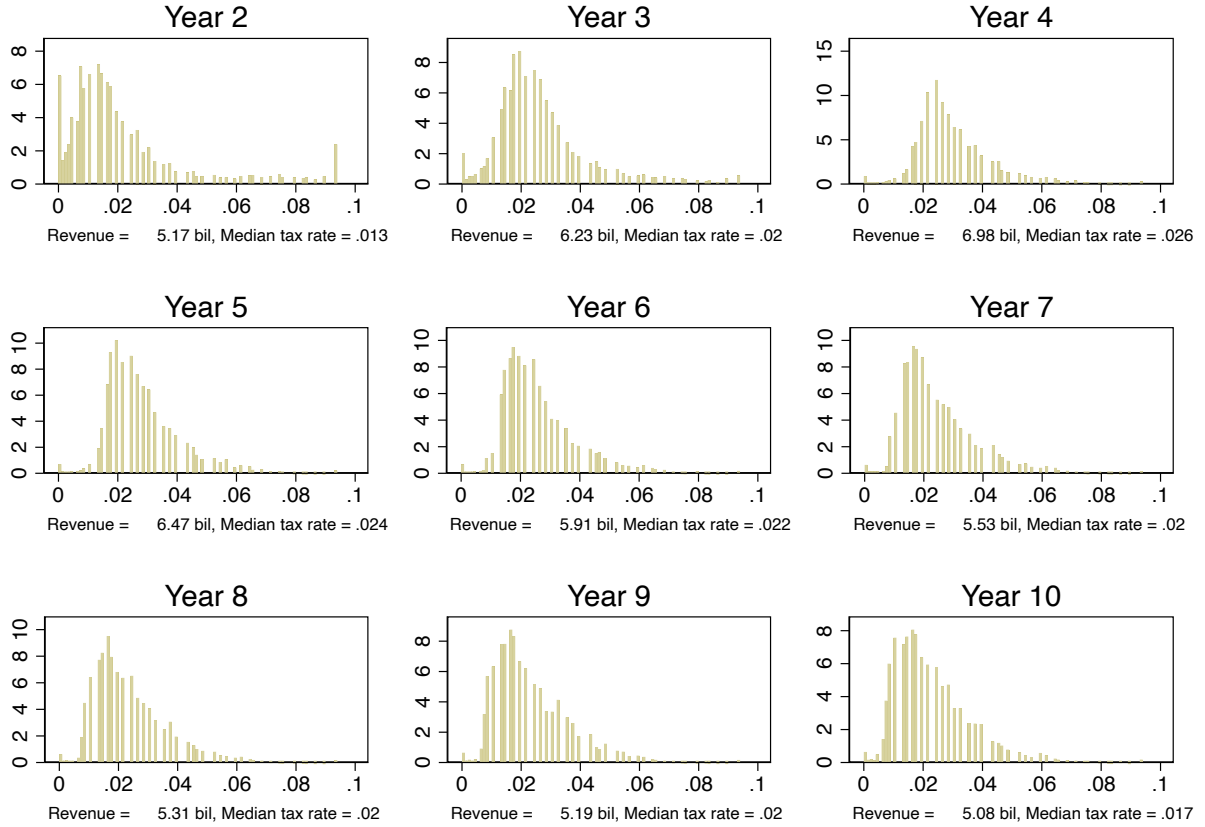 Year 2
8
6
4
2
0
0 .02 .04 .06 .08 .1
Revenue = 5.17 bil, Median tax rate = .013
Year 3
8
6
4
2
0
0 .02 .04 .06 .08 .1
Revenue = 6.23 bil, Median tax rate = .02
Year 4
15
10
5
0
0 .02 .04 .06 .08 .1
Revenue = 6.98 bil, Median tax rate = .026
Year 5
10
8
6
4
2
0
0 .02 .04 .06 .08 .1
Revenue = 6.47 bil, Median tax rate = .024
Year 6
10
8
6
4
2
0
0 .02 .04 .06 .08 .1
Revenue = 5.91 bil, Median tax rate = .022
Year 7
10
8
6
4
2
0
0 .02 .04 .06 .08 .1
Revenue = 5.53 bil, Median tax rate = .02
Year 8
10
8
6
4
2
0
0 .02 .04 .06 .08 .1
Revenue = 5.31 bil, Median tax rate = .02
Year 9
8
6
4
2
0
0 .02 .04 .06 .08 .1
Revenue = 5.19 bil, Median tax rate = .02
Year 10
8
6
4
2
0
0 .02 .04 .06 .08 .1
Revenue = 5.08 bil, Median tax rate = .017